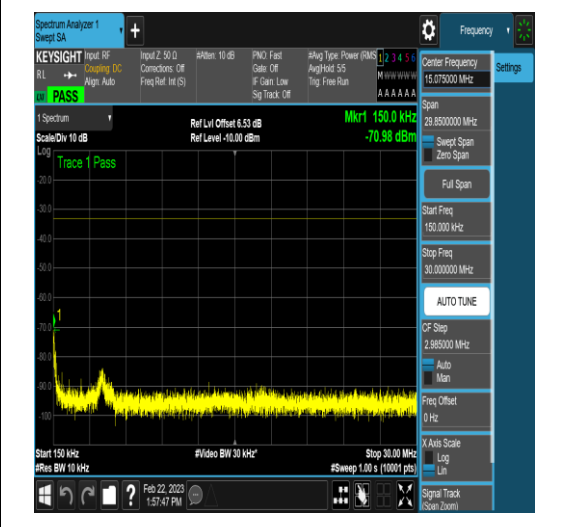 Spectrum Analyzer 1
Swept SA
+
Frequency
KEYSIGHT
RL
PASS
Input: RF
Coupling: DC
Align: Auto
Input Z: 50 Ω
Corrections: Off
Freq Ref: Int (S)
#Atten: 10 dB
PNO: Fast
Gate: Off
IF Gain: Low
Sig Track: Off
#Avg Type: Power (RMS
Avg|Hold: 5/5
Trig: Free Run
1 2 3 4 5 6
M w w w w w
A A A A A A
1 Spectrum
Scale/Div 10 dB
Ref Lvl Offset 6.53 dB
Ref Level -10.00 dBm
Mkr1 150.0 kHz
-70.98 dBm
Log
Trace 1 Pass
-20.0
-30.0
-40.0
-50.0
-60.0
-70.0
-80.0
-90.0
-100
1
Start 150 kHz
#Res BW 10 kHz
#Video BW 30 kHz*
Stop 30.00 MHz
#Sweep 1.00 s (10001 pts)
?
Feb 22, 2023
1:57:47 PM
Center Frequency
15.075000 MHz
Span
29.8500000 MHz
Swept Span
Zero Span
Full Span
Start Freq
150.000 kHz
Stop Freq
30.000000 MHz
AUTO TUNE
CF Step
2.985000 MHz
Auto
Man
Freq Offset
0 Hz
X Axis Scale
Log
Lin
Signal Track
(Span Zoom)
Settings